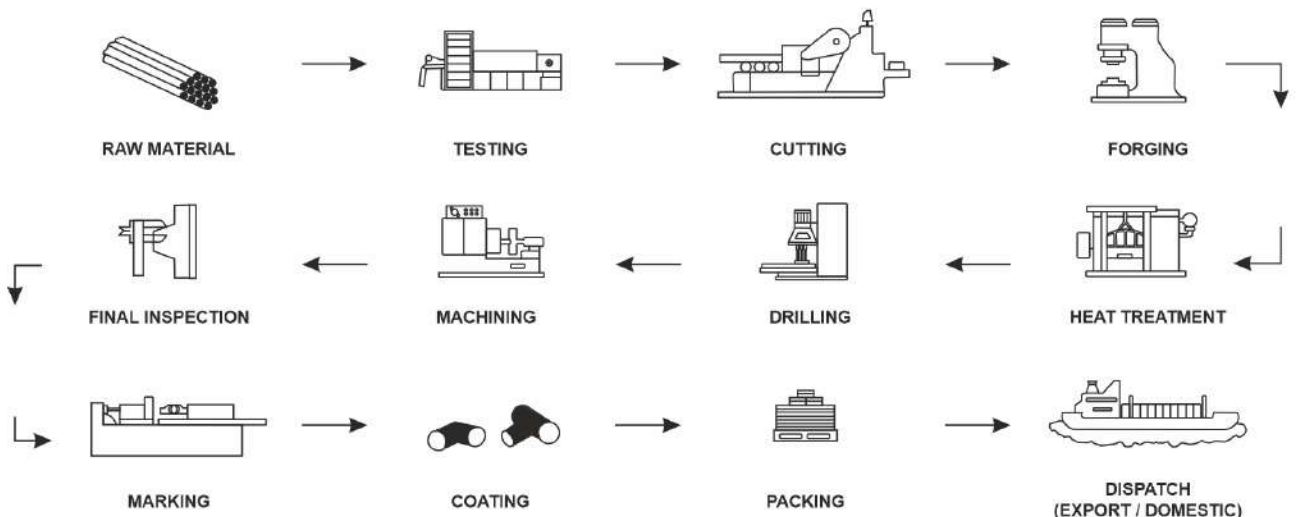 RAW MATERIAL
TESTING
CUTTING
FORGING
FINAL INSPECTION
MACHINING
DRILLING
HEAT TREATMENT
MARKING
COATING
PACKING
DISPATCH
(EXPORT / DOMESTIC)